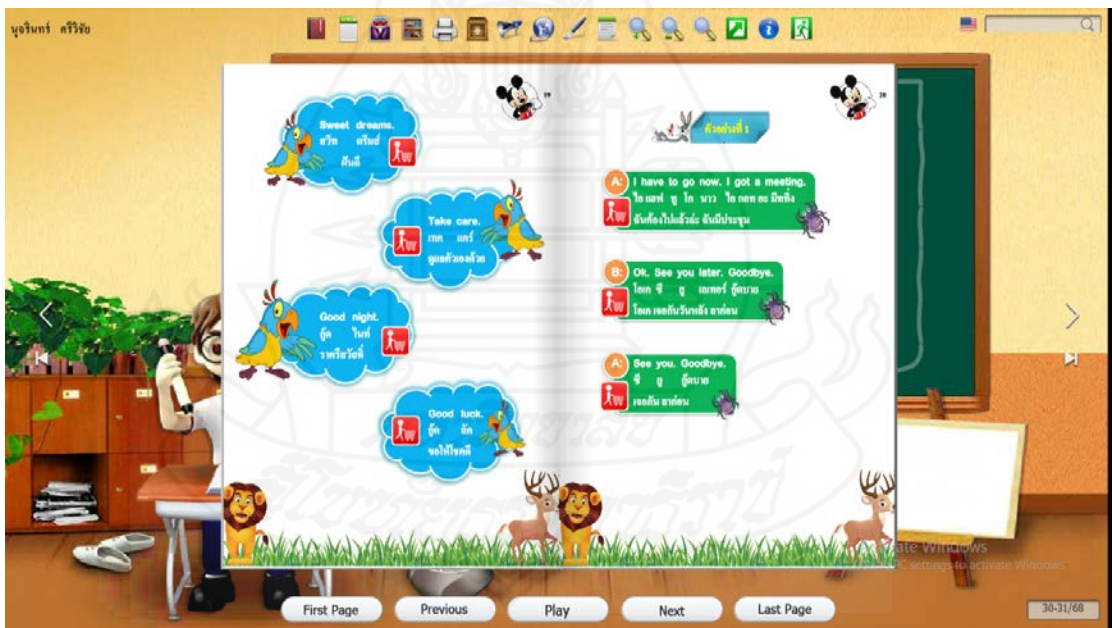 นุจรินทร์ ศรีวิชัย
19
Sweet dreams.
สวีท ดรีมส์
ฝันดี
Take care.
เทค แคร์
ดูแลตัวเองด้วย
Good night.
กู๊ด ไนท์
ราตรีสวัสดิ์
Good luck.
กู๊ด ลัค
ขอให้โชคดี
20
ตัวอย่างที่ 1
A: I have to go now. I got a meeting.
ไอ แฮฟ ทู โก นาว ไอ กอท อะ มีททิ่ง
ฉันต้องไปแล้วล่ะ ฉันมีประชุม
B: Ok. See you later. Goodbye.
โอเค ซี ยู เลเทอร์ กู๊ดบาย
โอเค เจอกันวันหลัง ลาก่อน
A: See you. Goodbye.
ซี ยู กู๊ดบาย
เจอกัน ลาก่อน
ate Windows
PC settings to activate Windows
First Page
Previous
Play
Next
Last Page
30-31/68